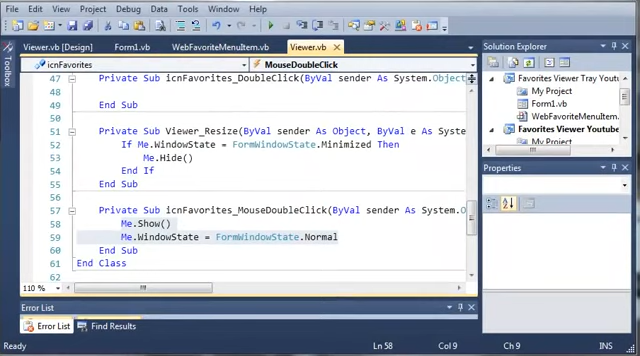 File Edit View Project Build Debug Data Tools Window Help
Viewer.vb [Design] Form1.vb WebFavoriteMenuItem.vb Viewer.vb
icnFavorites MouseDoubleClick
47 Private Sub icnFavorites_DoubleClick(ByVal sender As System.Object
48
49 End Sub
50
51 Private Sub Viewer_Resize(ByVal sender As Object, ByVal e As Syste
52 If Me.WindowState = FormWindowState.Minimized Then
53 Me.Hide()
54 End If
55 End Sub
56
57 Private Sub icnFavorites_MouseDoubleClick(ByVal sender As System.O
58 Me.Show()
59 Me.WindowState = FormWindowState.Normal
60 End Sub
61 End Class
62
110 %
Toolbox
Solution Explorer
Favorites Viewer Tray Youtu
My Project
Form1.vb
WebFavoriteMenuItem.
Favorites Viewer Youtube
My Project
Properties
Error List
Error List Find Results
Ready Ln 58 Col 9 Ch 9 INS